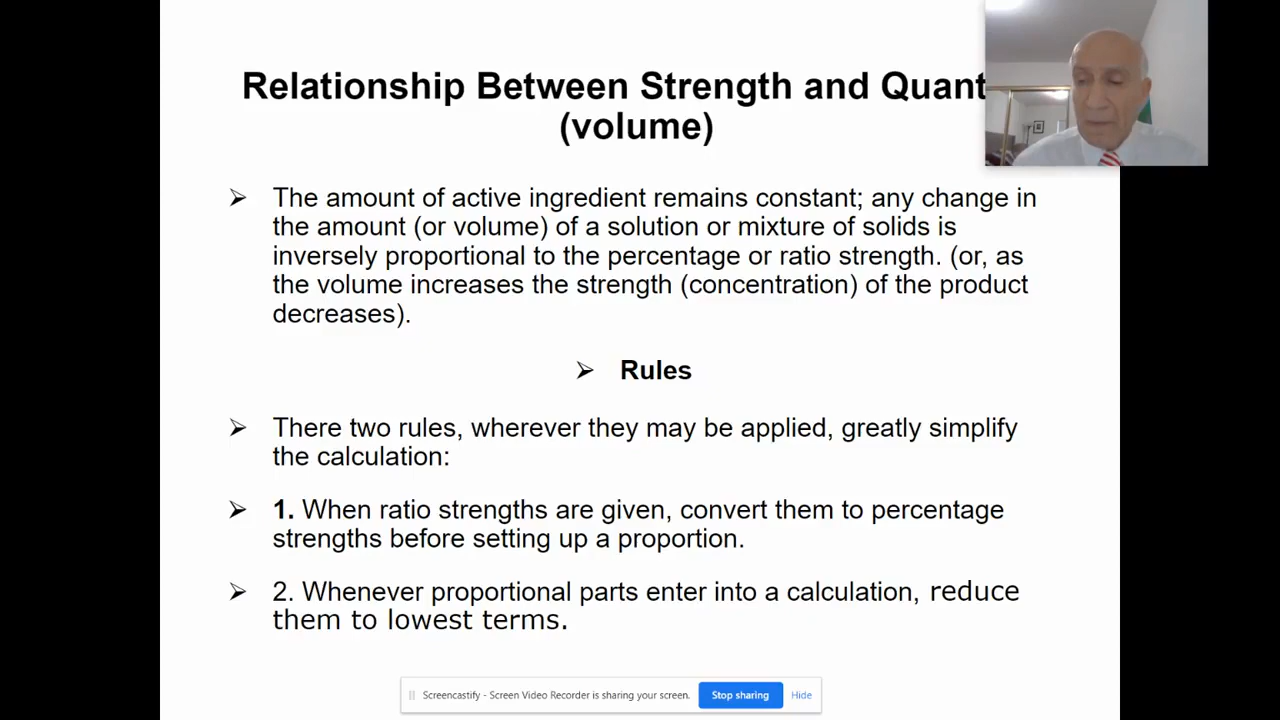 Relationship Between Strength and Quant
(volume)
➢ The amount of active ingredient remains constant; any change in
the amount (or volume) of a solution or mixture of solids is
inversely proportional to the percentage or ratio strength. (or, as
the volume increases the strength (concentration) of the product
decreases).
➢ Rules
➢ There two rules, wherever they may be applied, greatly simplify
the calculation:
➢ 1. When ratio strengths are given, convert them to percentage
strengths before setting up a proportion.
➢ 2. Whenever proportional parts enter into a calculation, reduce
them to lowest terms.
Screencastify - Screen Video Recorder is sharing your screen. Stop sharing Hide